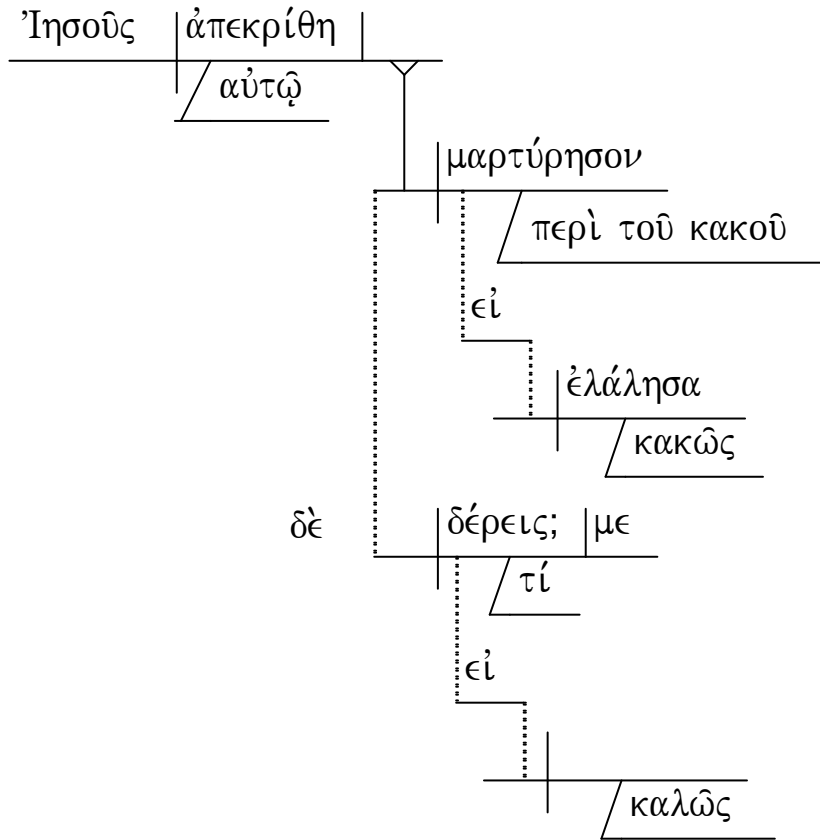 Ἰησοῦς ἀπεκρίθη
αὐτῷ
μαρτύρησον
περὶ τοῦ κακοῦ
εἰ
ἐλάλησα
κακῶς
δὲ δέρεις; με
τί
εἰ
καλῶς